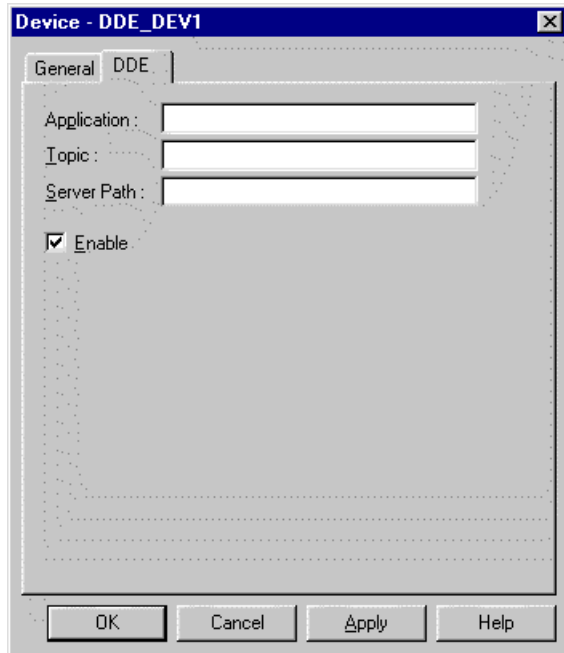 Device - DDE_DEV1
General DDE
Application :
Topic :
Server Path :
Enable
OK Cancel Apply Help